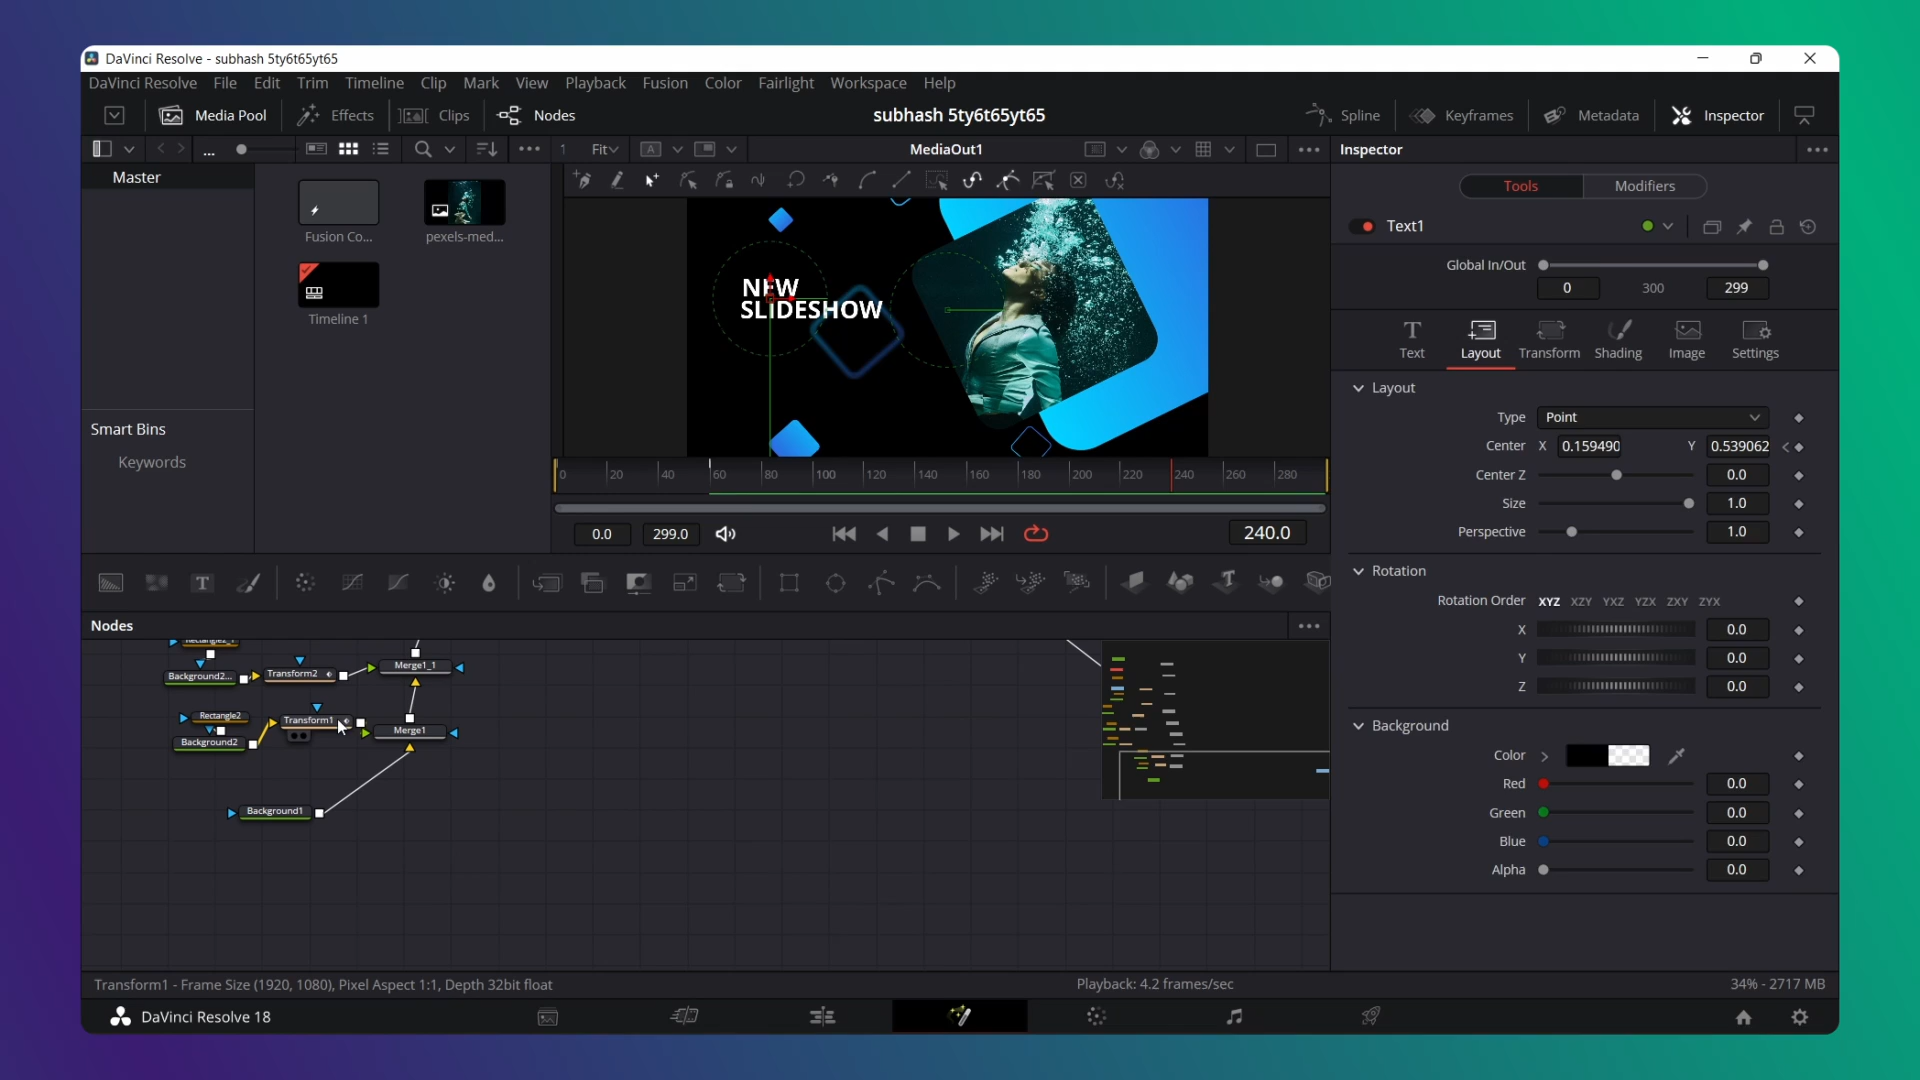 DaVinci Resolve - subhash 5ty6t65yt65
DaVinci Resolve File Edit Trim Timeline Clip Mark View Playback Fusion Color Fairlight Workspace Help
Media Pool Effects Clips Nodes subhash 5ty6t65yt65 Spline Keyframes Metadata Inspector
... 1 Fit A MediaOut1 Inspector
Master
Fusion Co...
pexels-med...
Timeline 1
Smart Bins
Keywords
NEW
SLIDESHOW
0 20 40 60 80 100 120 140 160 180 200 220 240 260 280
0.0 299.0 240.0
Tools Modifiers
Text1
Global In/Out
0 300 299
Text Layout Transform Shading Image Settings
Layout
Type Point
Center X 0.159490 Y 0.539062
Center Z 0.0
Size 1.0
Perspective 1.0
Rotation
Rotation Order XYZ XZY YXZ YZX ZXY ZYX
X 0.0
Y 0.0
Z 0.0
Background
Color
Red 0.0
Green 0.0
Blue 0.0
Alpha 0.0
Nodes
Rectangle2_1
Background2... Transform2 Merge1_1
Rectangle2 Transform1
Background2 Merge1
Background1
Transform1 - Frame Size (1920, 1080), Pixel Aspect 1:1, Depth 32bit float Playback: 4.2 frames/sec 34% - 2717 MB
DaVinci Resolve 18